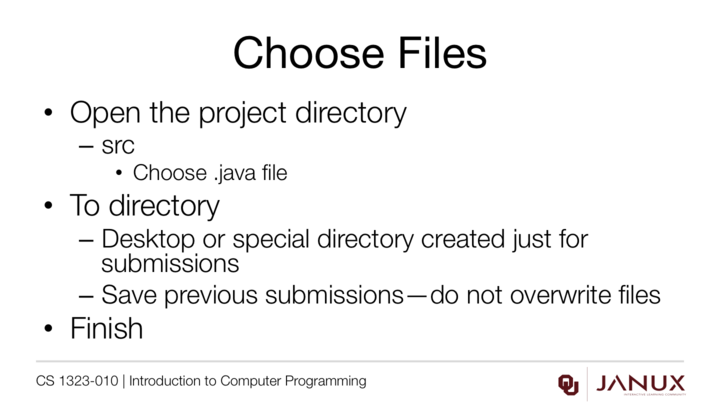 Choose Files
• Open the project directory
– src
• Choose .java file
• To directory
– Desktop or special directory created just for
submissions
– Save previous submissions—do not overwrite files
• Finish
CS 1323-010 | Introduction to Computer Programming
JANUX
INTERACTIVE LEARNING COMMUNITY